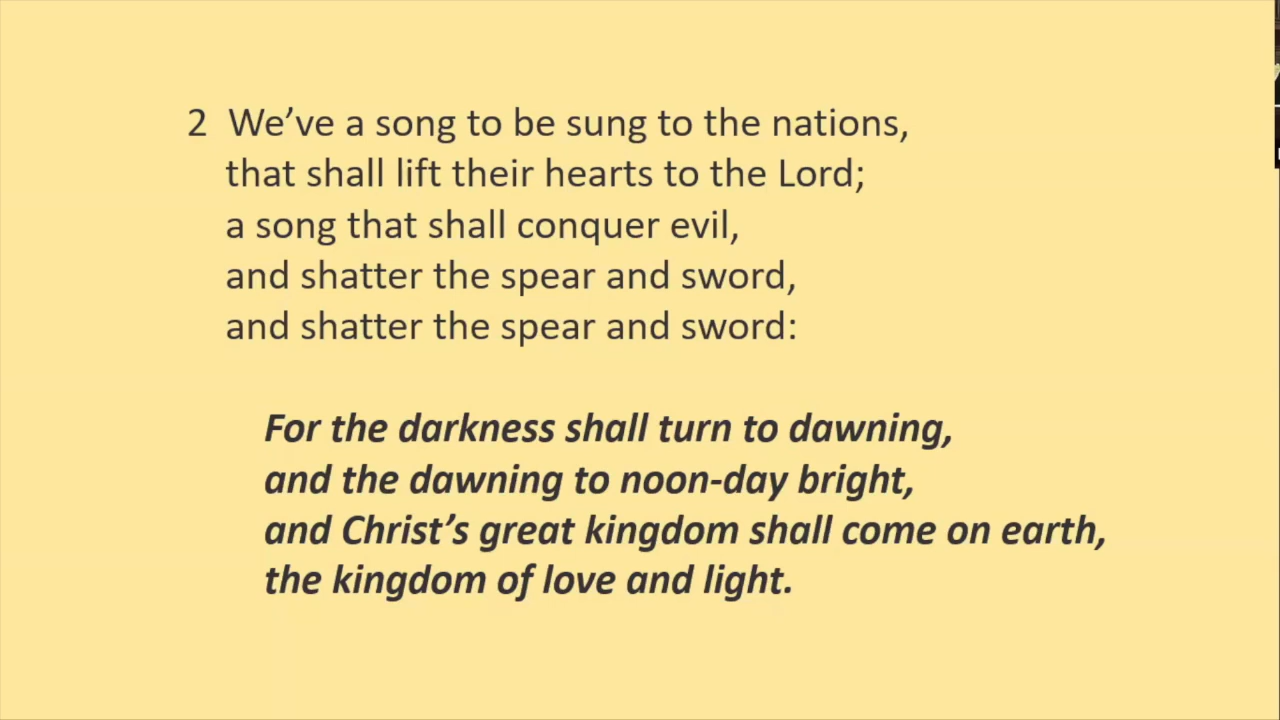 2 We’ve a song to be sung to the nations,
that shall lift their hearts to the Lord;
a song that shall conquer evil,
and shatter the spear and sword,
and shatter the spear and sword:
For the darkness shall turn to dawning,
and the dawning to noon-day bright,
and Christ’s great kingdom shall come on earth,
the kingdom of love and light.